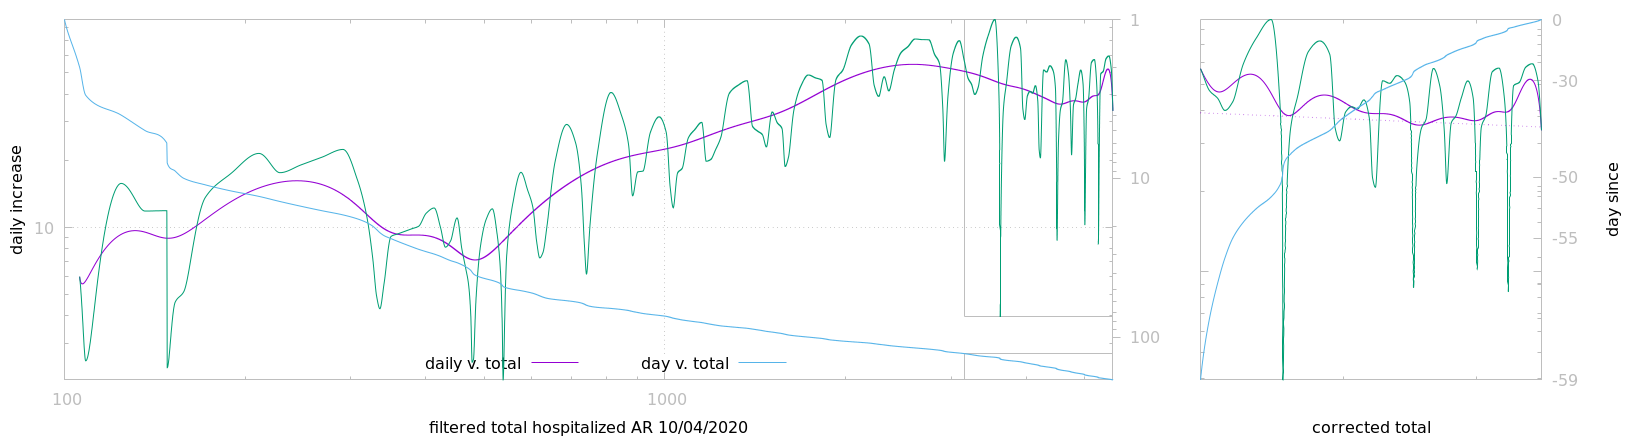 daily increase
10
100
1000
daily v. total
day v. total
filtered total hospitalized AR 10/04/2020
1
10
100
0
-30
-50
-55
-59
day since
corrected total